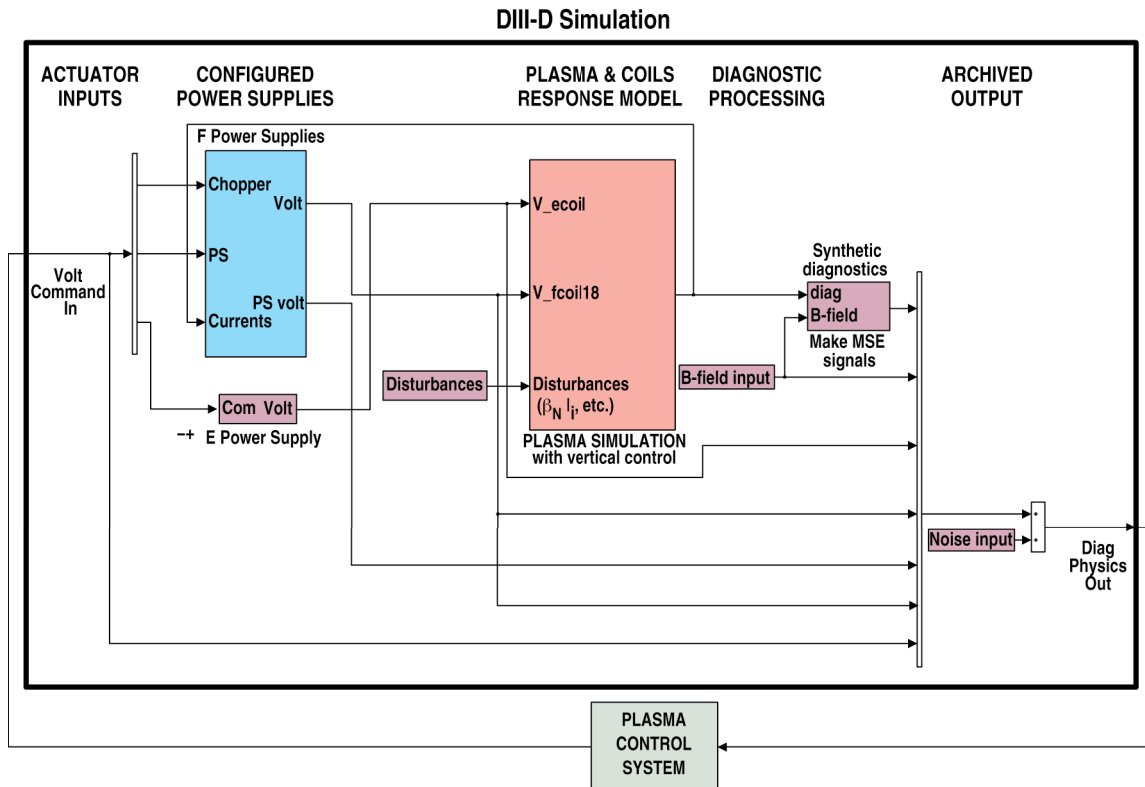 DIII-D Simulation
ACTUATOR
INPUTS
CONFIGURED
POWER SUPPLIES
PLASMA & COILS
RESPONSE MODEL
DIAGNOSTIC
PROCESSING
ARCHIVED
OUTPUT
F Power Supplies
Chopper
Volt
PS
PS volt
Currents
Volt
Command
In
Com Volt
−+ E Power Supply
Disturbances
V_ecoil
V_fcoil18
Disturbances
(β_N l_i, etc.)
PLASMA SIMULATION
with vertical control
B-field input
Synthetic
diagnostics
diag
B-field
Make MSE
signals
Noise input
+
+
Diag
Physics
Out
PLASMA
CONTROL
SYSTEM